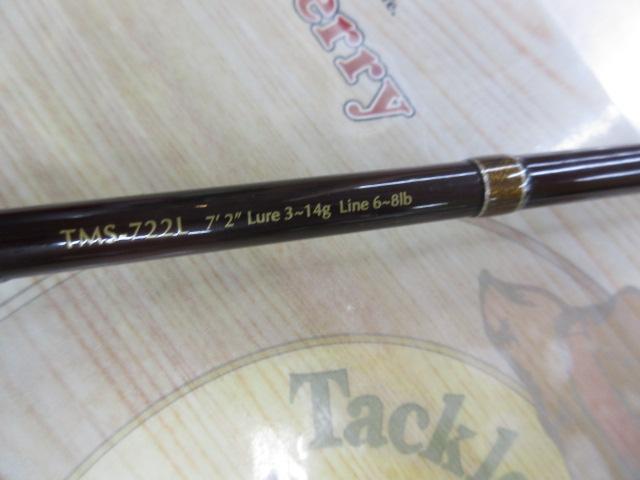 erry
TMS-722L 7' 2" Lure 3~14g Line 6~8lb
Tackle